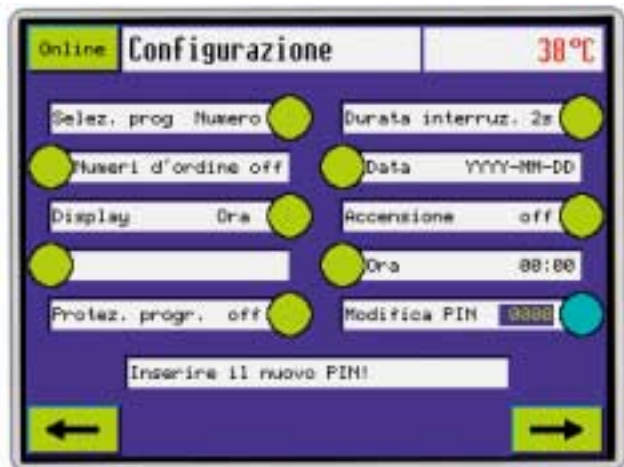 Online Configurazione 38°C
Selez. prog Numero Durata interruz. 2s
Numeri d'ordine off Data YYYY-MM-DD
Display Ora Accensione off
Ora 00:00
Protez. progr. off Modifica PIN 0000
Inserire il nuovo PIN!